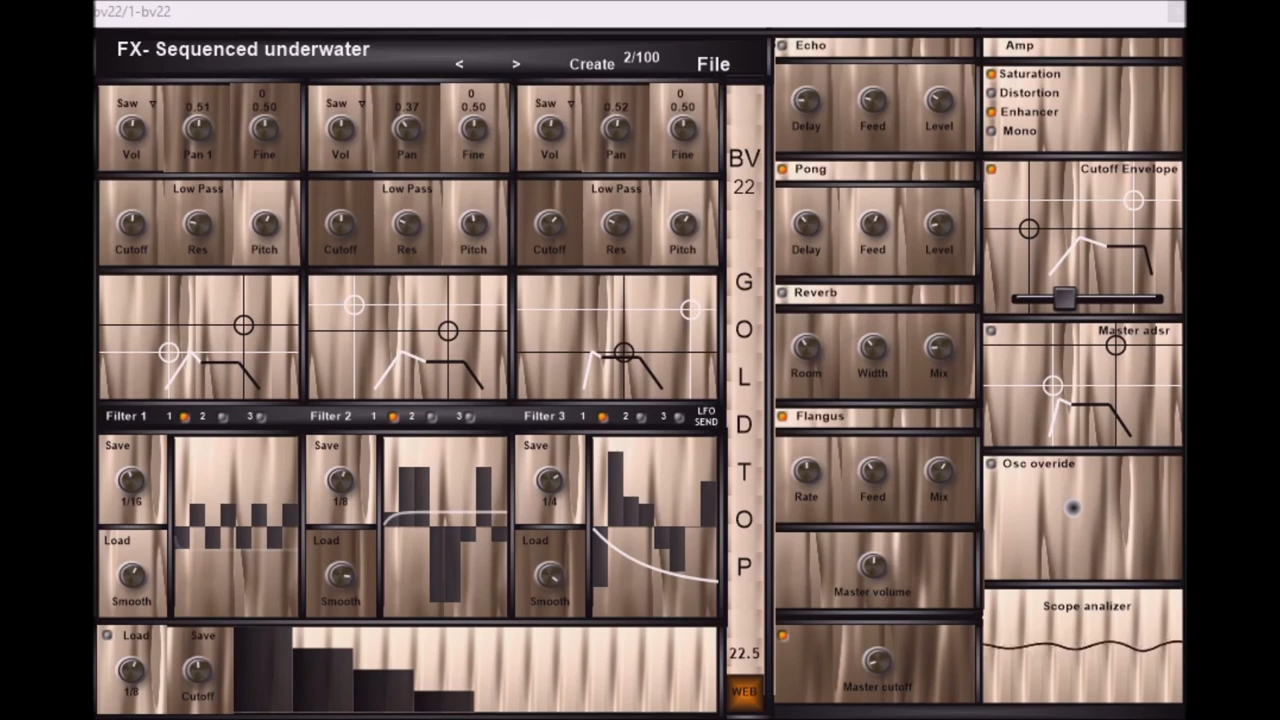 bv22/1-bv22
FX- Sequenced underwater
< > Create 2/100 File
Saw 0.51 0 0.50
Vol Pan 1 Fine
Saw 0.37 0 0.50
Vol Pan Fine
Saw 0.52 0 0.50
Vol Pan Fine
Low Pass
Cutoff Res Pitch
Low Pass
Cutoff Res Pitch
Low Pass
Cutoff Res Pitch
Filter 1 1 2 3
Filter 2 1 2 3
Filter 3 1 2 3
LFO
SEND
Save
1/16
Load
Smooth
Save
1/8
Load
Smooth
Save
1/4
Load
Smooth
Load Save
1/8 Cutoff
BV
22
G
O
L
D
T
O
P
22.5
WEB
Echo
Delay Feed Level
Pong
Delay Feed Level
Reverb
Room Width Mix
Flangus
Rate Feed Mix
Master volume
Master cutoff
Amp
Saturation
Distortion
Enhancer
Mono
Cutoff Envelope
Master adsr
Osc overide
Scope analizer